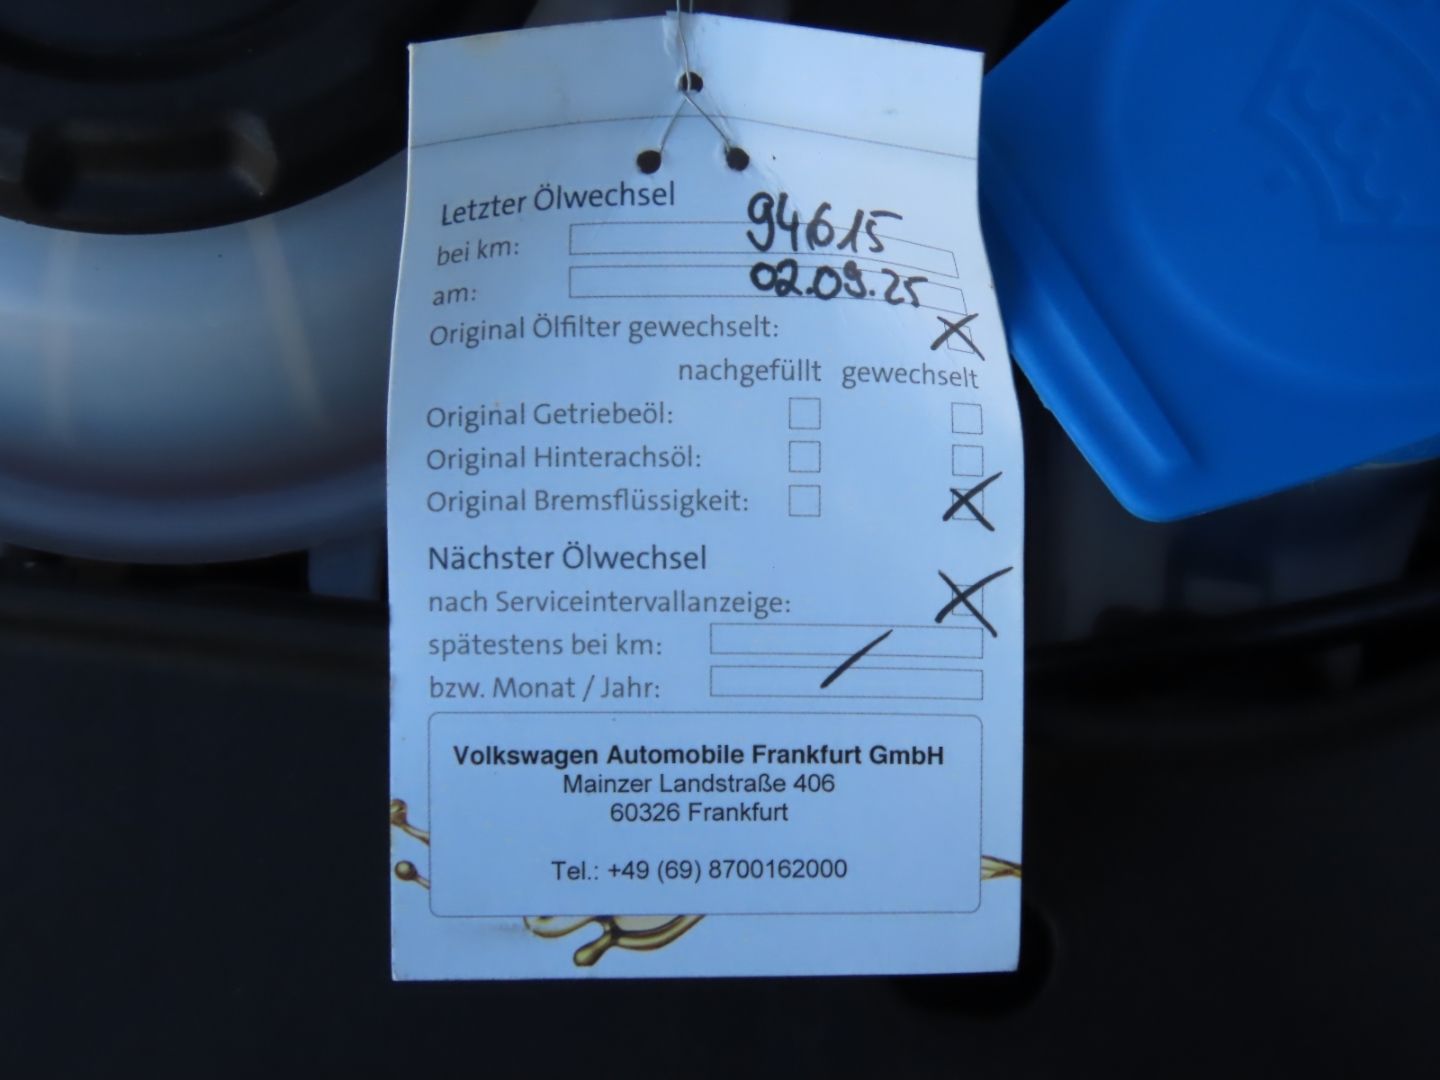 Letzter Ölwechsel
bei km: 94615
am: 02.09.25
Original Ölfilter gewechselt: X
nachgefüllt gewechselt
Original Getriebeöl:
Original Hinterachsöl:
Original Bremsflüssigkeit: X
Nächster Ölwechsel
nach Serviceintervallanzeige: X
spätestens bei km: /
bzw. Monat / Jahr:
Volkswagen Automobile Frankfurt GmbH
Mainzer Landstraße 406
60326 Frankfurt
Tel.: +49 (69) 8700162000